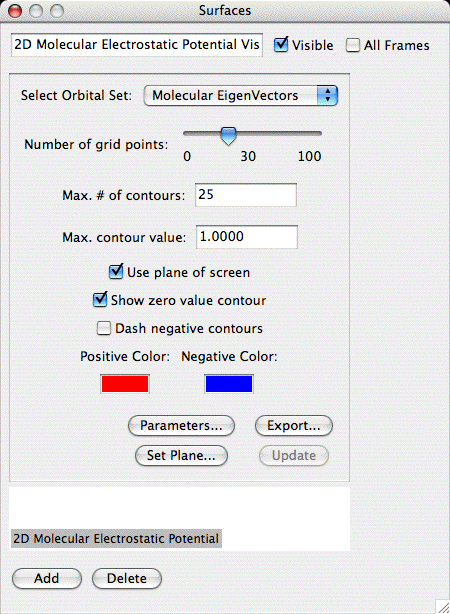 Surfaces
2D Molecular Electrostatic Potential Vis
Visible
All Frames
Select Orbital Set: Molecular EigenVectors
Number of grid points:
0 30 100
Max. # of contours: 25
Max. contour value: 1.0000
Use plane of screen
Show zero value contour
Dash negative contours
Positive Color: Negative Color:
Parameters... Export...
Set Plane... Update
2D Molecular Electrostatic Potential
Add Delete